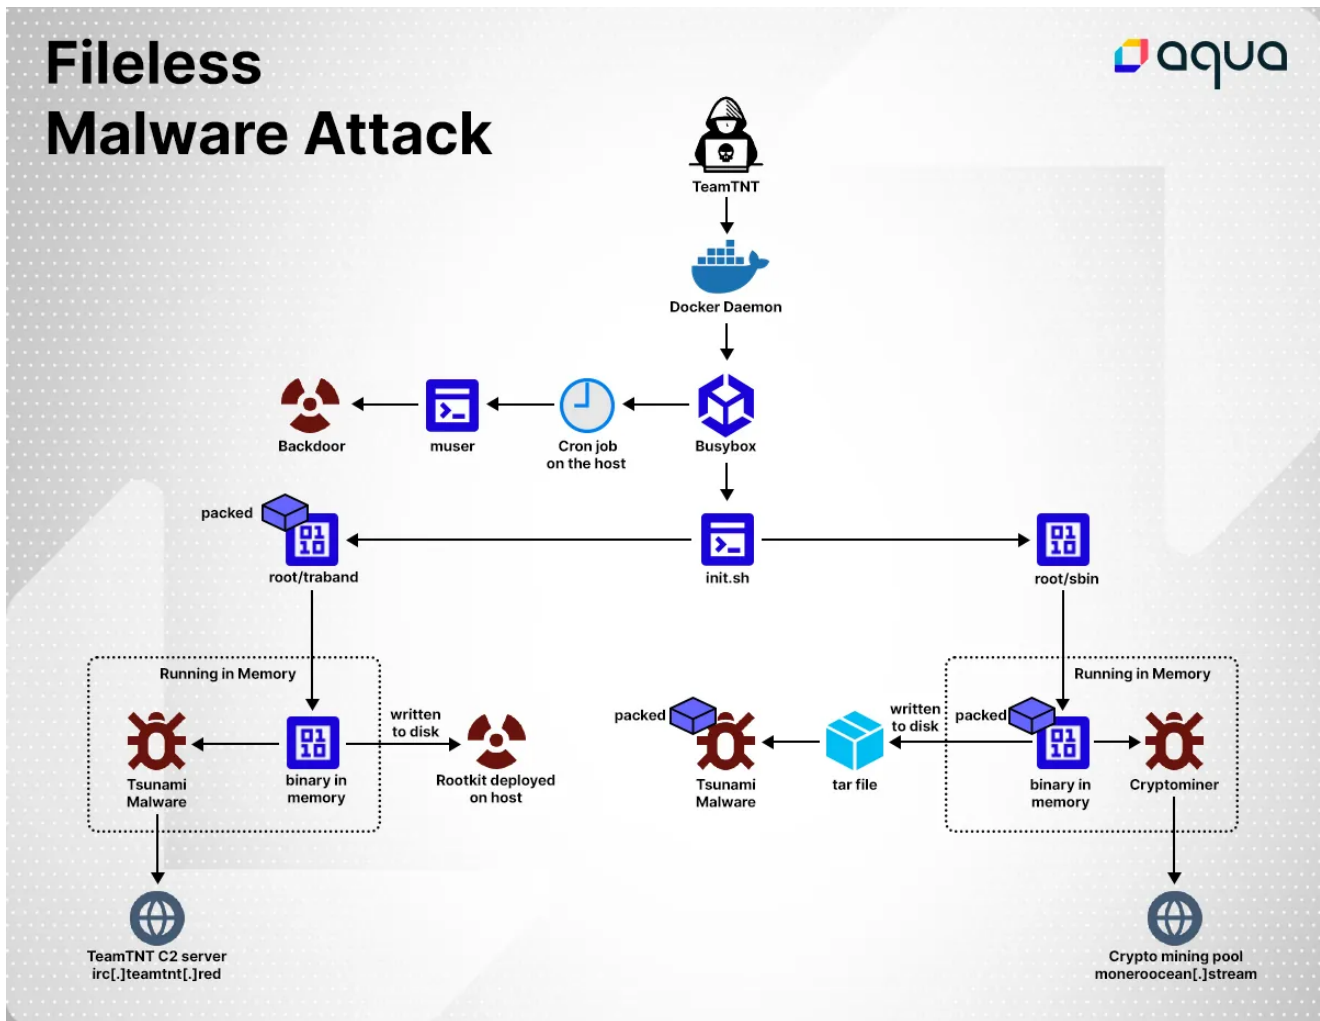 Fileless
Malware Attack
aqua
TeamTNT
Docker Daemon
Backdoor
muser
Cron job
on the host
Busybox
packed
root/traband
init.sh
root/sbin
Running in Memory
written
to disk
Tsunami
Malware
binary in
memory
Rootkit deployed
on host
packed
Tsunami
Malware
tar file
written
to disk
Running in Memory
packed
binary in
memory
Cryptominer
TeamTNT C2 server
irc[.]teamtnt[.]red
Crypto mining pool
moneroocean[.]stream